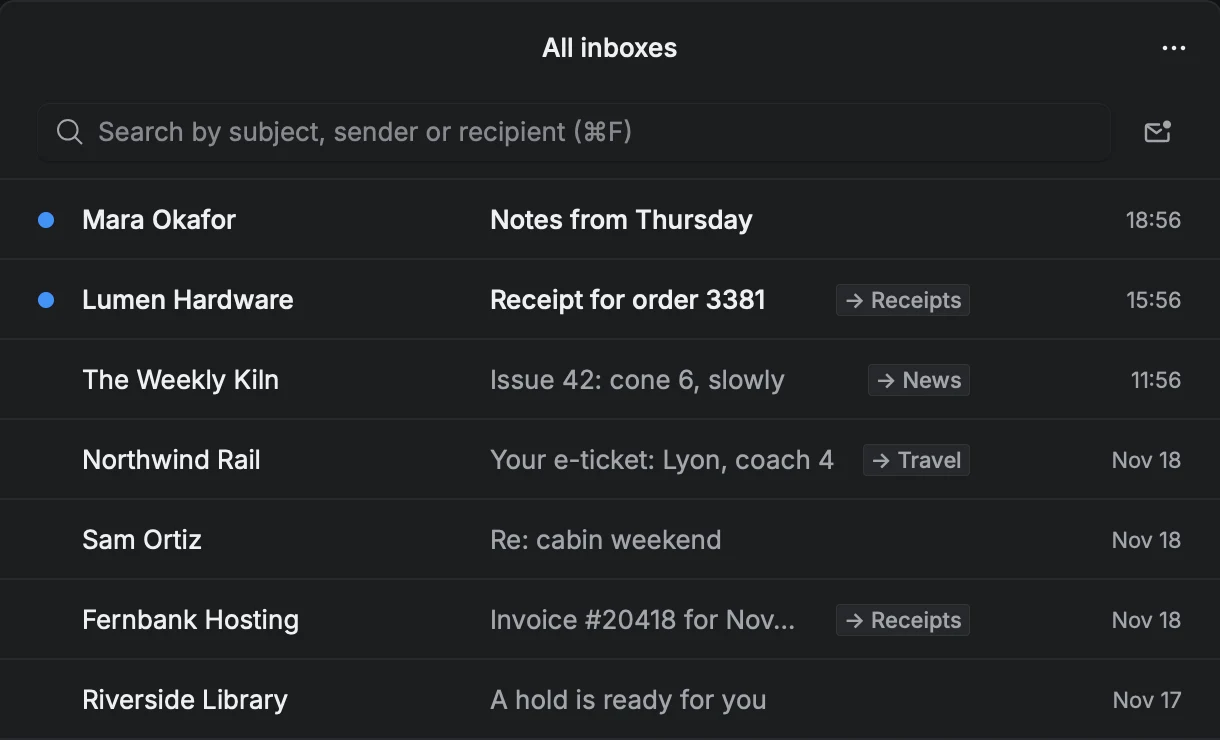 All inboxes
Search by subject, sender or recipient (⌘F)
Mara Okafor Notes from Thursday 18:56
Lumen Hardware Receipt for order 3381 → Receipts 15:56
The Weekly Kiln Issue 42: cone 6, slowly → News 11:56
Northwind Rail Your e-ticket: Lyon, coach 4 → Travel Nov 18
Sam Ortiz Re: cabin weekend Nov 18
Fernbank Hosting Invoice #20418 for Nov... → Receipts Nov 18
Riverside Library A hold is ready for you Nov 17